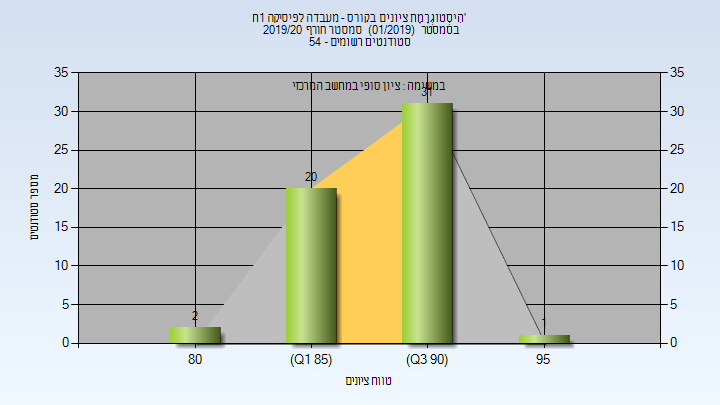 היסטוגרמת ציונים בקורס - מעבדה לפיסיקה 1ח'
בסמסטר (01/2019) סמסטר חורף 2019/20
סטודנטים רשומים - 54
במשימה : ציון סופי במחשב המרכזי
35 35
30 30
25 25
20 20
15 15
10 10
5 5
0 0
2 20 31 1
80 (Q1 85) (Q3 90) 95
מספר סטודנטים
טווח ציונים